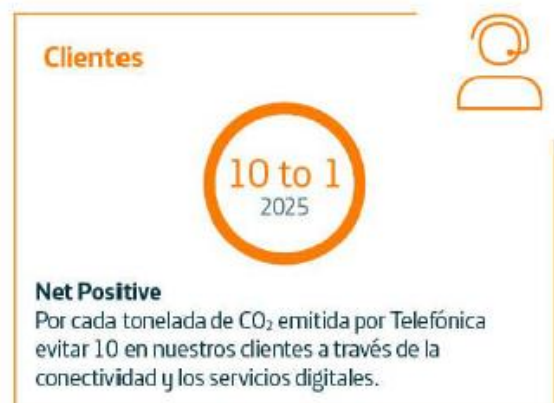 Clientes
10 to 1
2025
Net Positive
Por cada tonelada de CO₂ emitida por Telefónica
evitar 10 en nuestros clientes a través de la
conectividad y los servicios digitales.